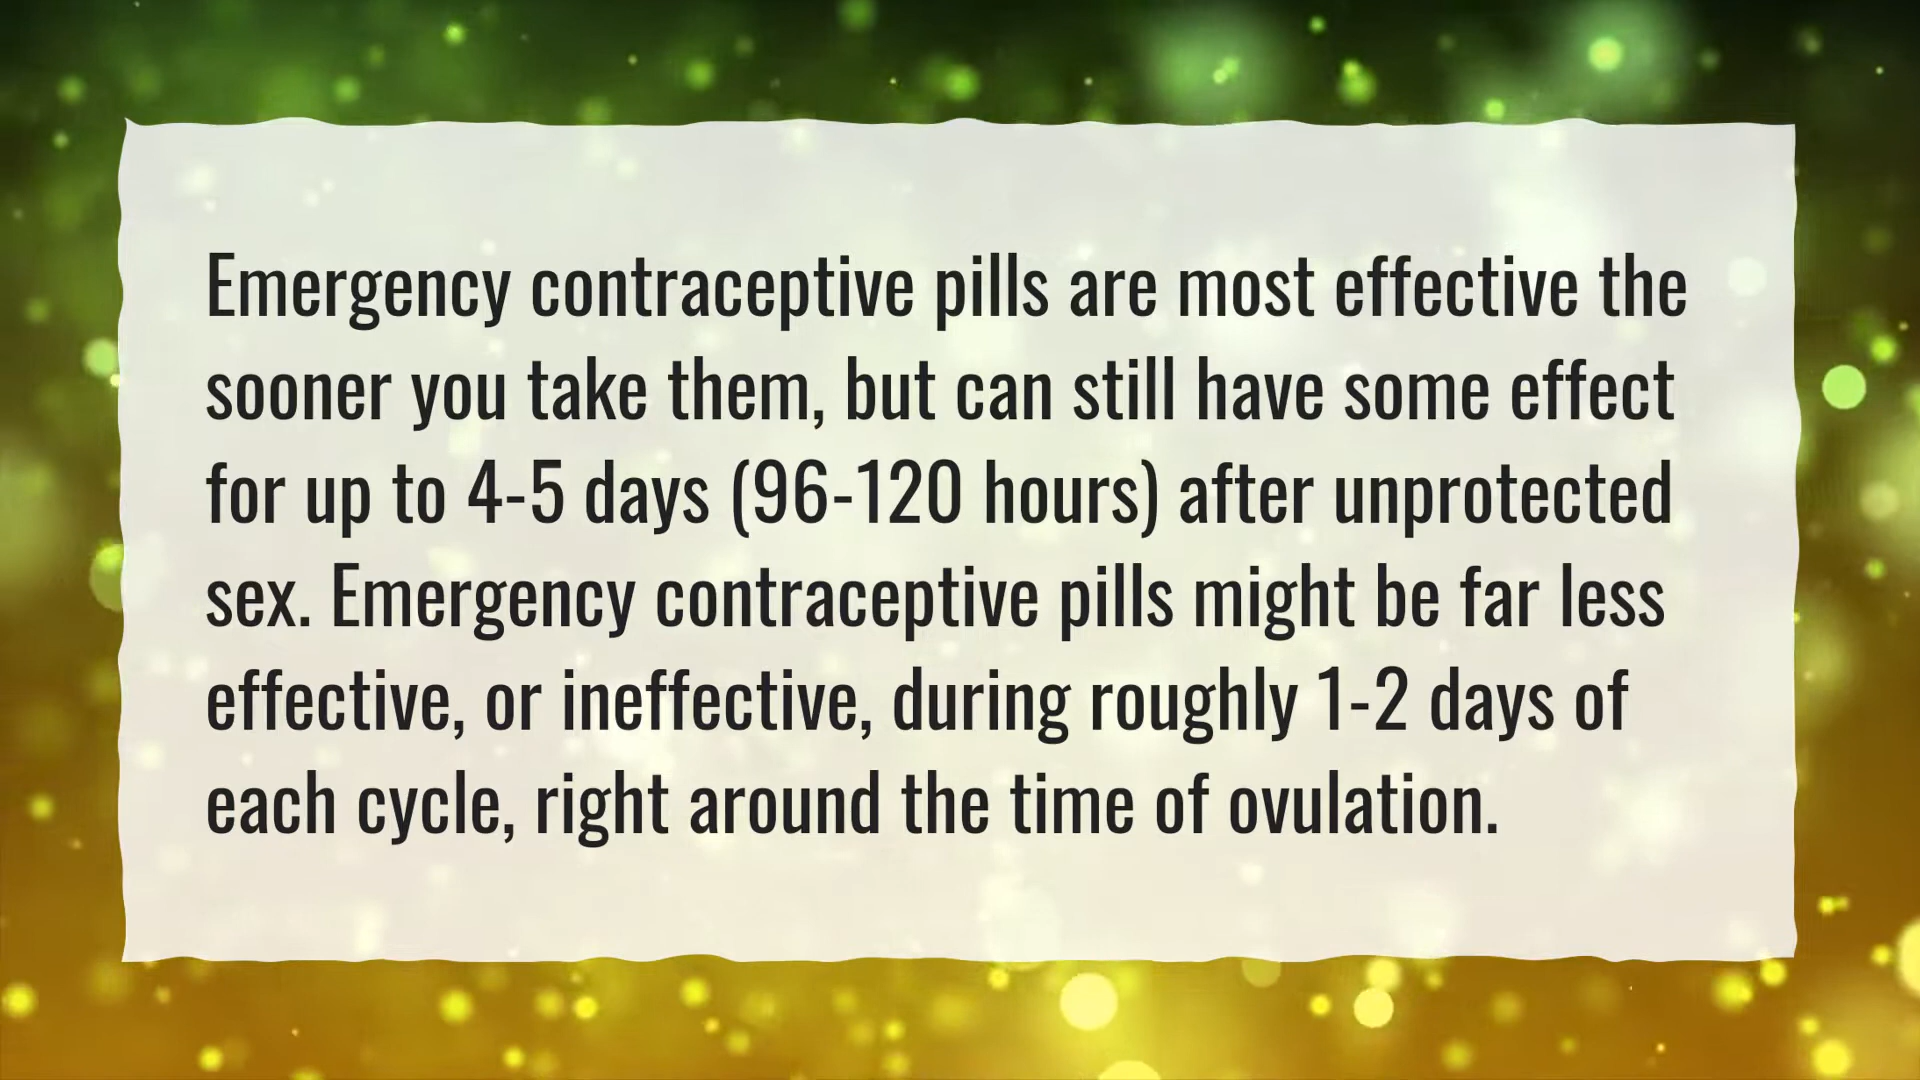 Emergency contraceptive pills are most effective the
sooner you take them, but can still have some effect
for up to 4-5 days (96-120 hours) after unprotected
sex. Emergency contraceptive pills might be far less
effective, or ineffective, during roughly 1-2 days of
each cycle, right around the time of ovulation.